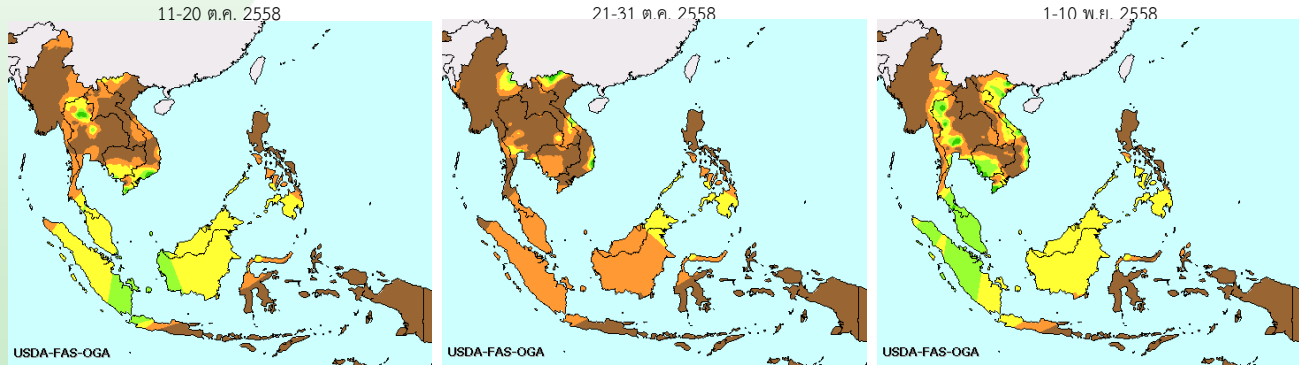 11-20 ต.ค. 2558
21-31 ต.ค. 2558
1-10 พ.ย. 2558
USDA-FAS-OGA
USDA-FAS-OGA
USDA-FAS-OGA